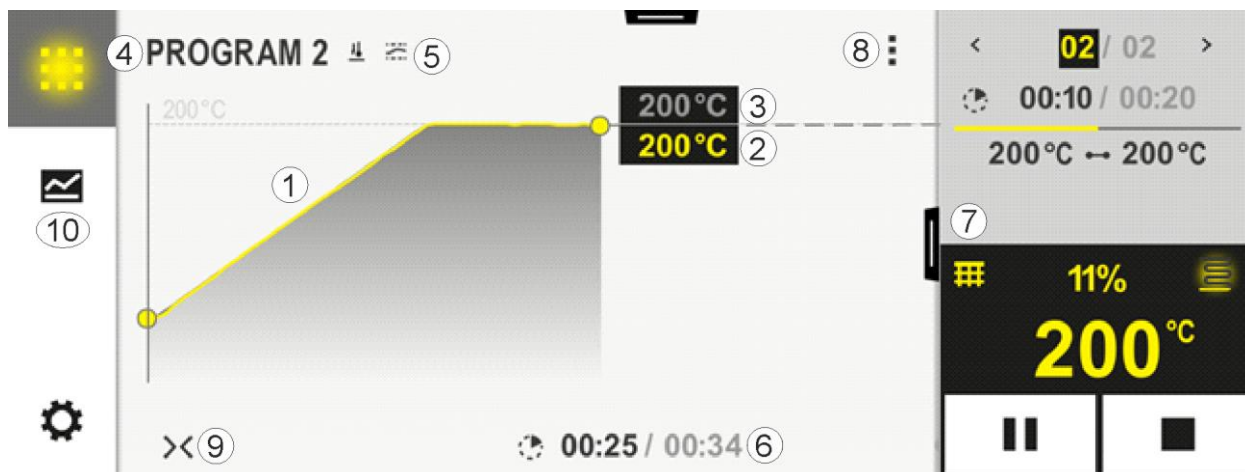 ④ PROGRAM 2 ⑤
⑧
200°C
200°C ③
200°C ②
①
⑩
⑨
00:25 / 00:34 ⑥
< 02 / 02 >
00:10 / 00:20
200°C 200°C
⑦
11%
200°C